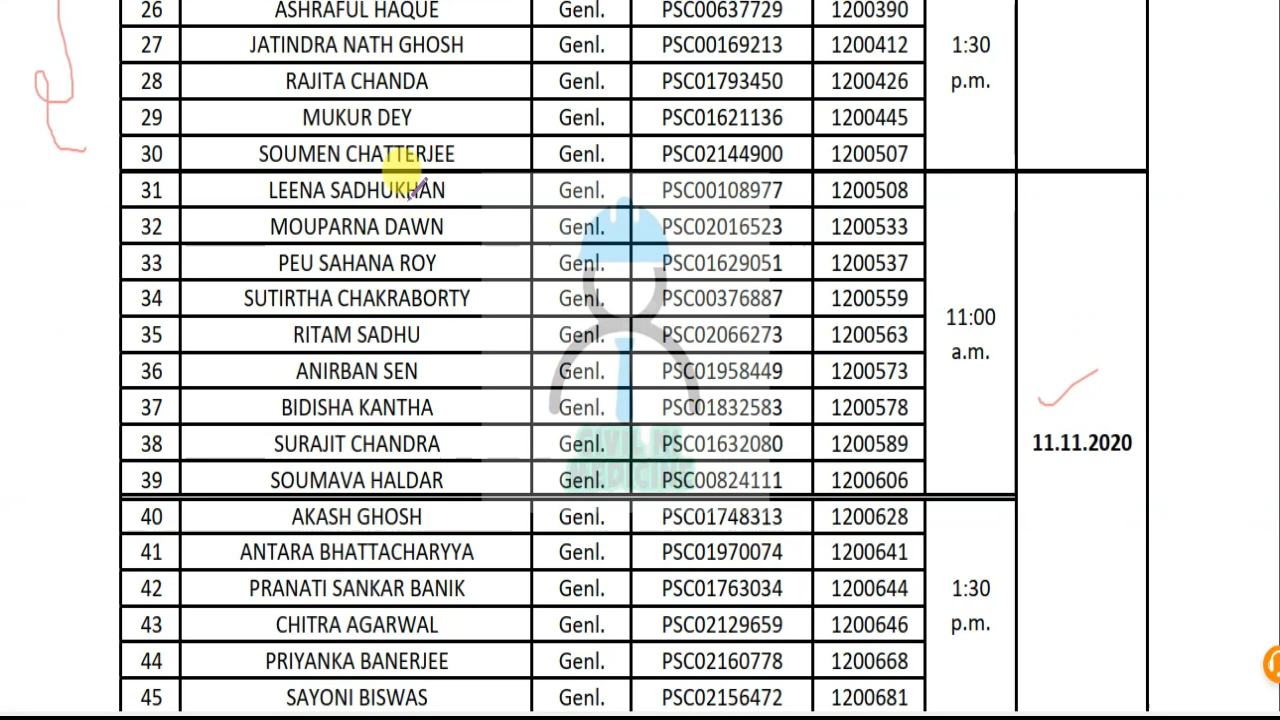 26 ASHRAFUL HAQUE Genl. PSC00637729 1200390
27 JATINDRA NATH GHOSH Genl. PSC00169213 1200412 1:30
28 RAJITA CHANDA Genl. PSC01793450 1200426 p.m.
29 MUKUR DEY Genl. PSC01621136 1200445
30 SOUMEN CHATTERJEE Genl. PSC02144900 1200507
31 LEENA SADHUKHAN Genl. PSC00108977 1200508
32 MOUPARNA DAWN Genl. PSC02016523 1200533
33 PEU SAHANA ROY Genl. PSC01629051 1200537
34 SUTIRTHA CHAKRABORTY Genl. PSC00376887 1200559 11:00
35 RITAM SADHU Genl. PSC02066273 1200563 a.m.
36 ANIRBAN SEN Genl. PSC01958449 1200573
37 BIDISHA KANTHA Genl. PSC01832583 1200578
38 SURAJIT CHANDRA Genl. PSC01632080 1200589 11.11.2020
39 SOUMAVA HALDAR Genl. PSC00824111 1200606
40 AKASH GHOSH Genl. PSC01748313 1200628
41 ANTARA BHATTACHARYYA Genl. PSC01970074 1200641
42 PRANATI SANKAR BANIK Genl. PSC01763034 1200644 1:30
43 CHITRA AGARWAL Genl. PSC02129659 1200646 p.m.
44 PRIYANKA BANERJEE Genl. PSC02160778 1200668
45 SAYONI BISWAS Genl. PSC02156472 1200681